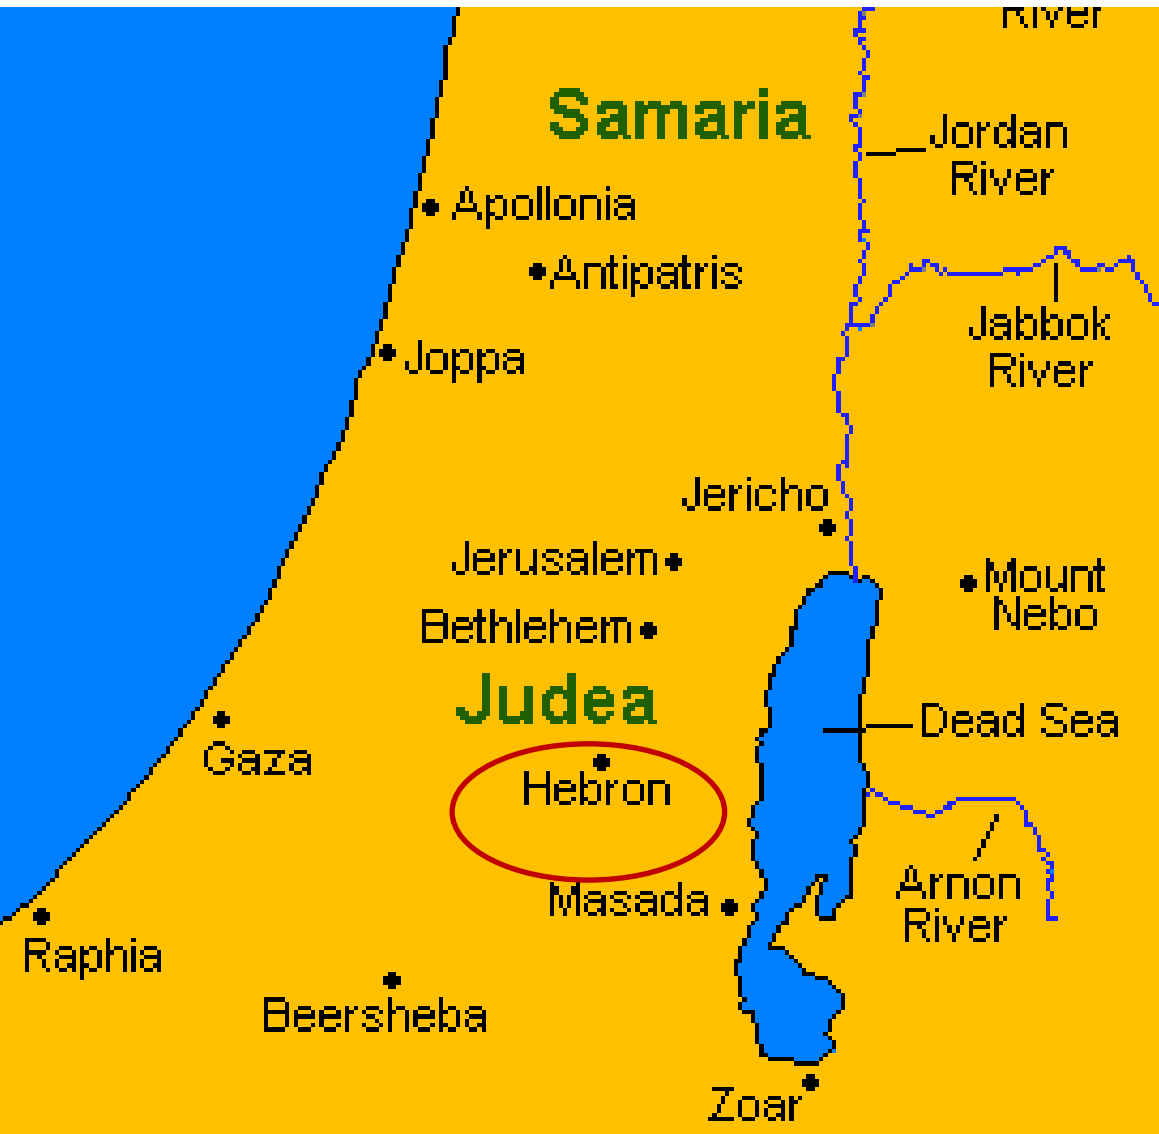 River
Samaria
Jordan
River
Apollonia
Antipatris
Jabbok
River
Joppa
Jericho
Jerusalem
Mount
Nebo
Bethlehem
Judea
Dead Sea
Gaza
Hebron
Arnon
River
Masada
Raphia
Beersheba
Zoar